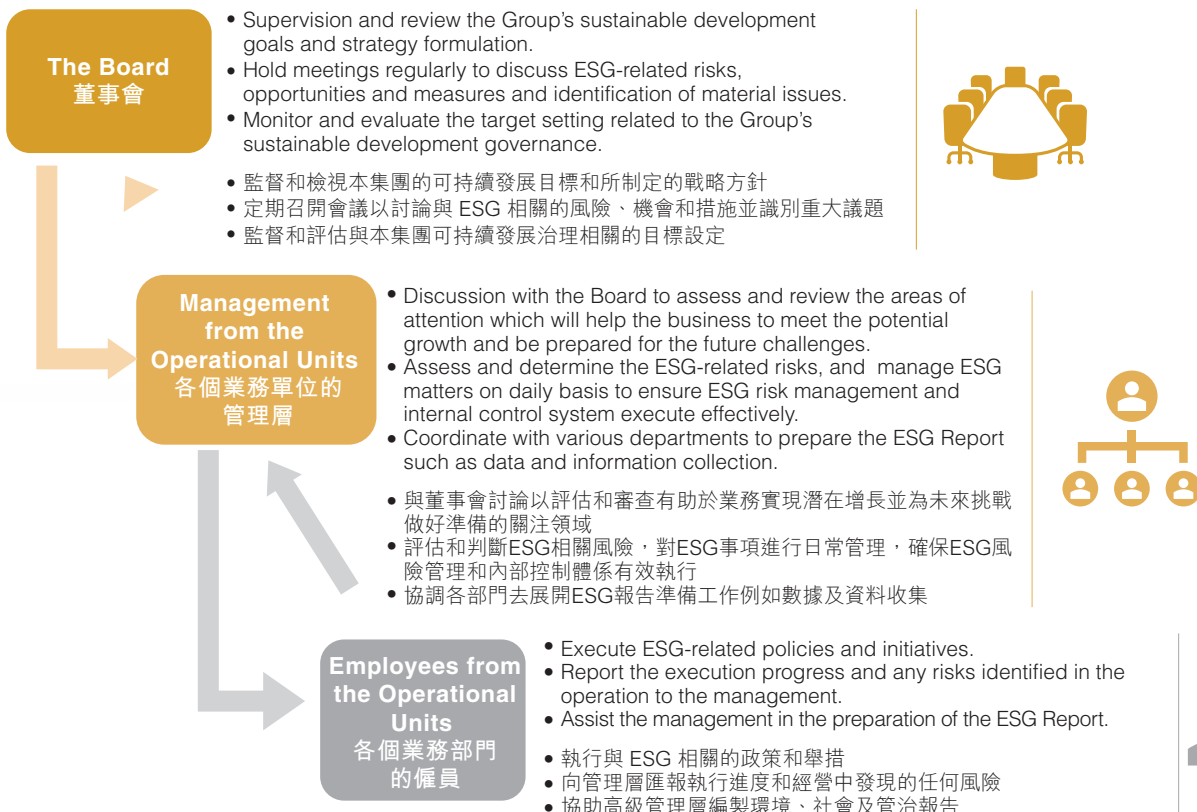 The Board
董事會
• Supervision and review the Group’s sustainable development
goals and strategy formulation.
• Hold meetings regularly to discuss ESG-related risks,
opportunities and measures and identification of material issues.
• Monitor and evaluate the target setting related to the Group’s
sustainable development governance.
• 監督和檢視本集團的可持續發展目標和所制定的戰略方針
• 定期召開會議以討論與 ESG 相關的風險、機會和措施並識別重大議題
• 監督和評估與本集團可持續發展治理相關的目標設定
Management
from the
Operational Units
各個業務單位的
管理層
• Discussion with the Board to assess and review the areas of
attention which will help the business to meet the potential
growth and be prepared for the future challenges.
• Assess and determine the ESG-related risks, and manage ESG
matters on daily basis to ensure ESG risk management and
internal control system execute effectively.
• Coordinate with various departments to prepare the ESG Report
such as data and information collection.
• 與董事會討論以評估和審查有助於業務實現潛在增長並為未來挑戰
做好準備的關注領域
• 評估和判斷ESG相關風險，對ESG事項進行日常管理，確保ESG風
險管理和內部控制體係有效執行
• 協調各部門去展開ESG報告準備工作例如數據及資料收集
Employees from
the Operational
Units
各個業務部門
的僱員
• Execute ESG-related policies and initiatives.
• Report the execution progress and any risks identified in the
operation to the management.
• Assist the management in the preparation of the ESG Report.
• 執行與 ESG 相關的政策和舉措
• 向管理層匯報執行進度和經營中發現的任何風險
• 協助高級管理層編製環境、社會及管治報告